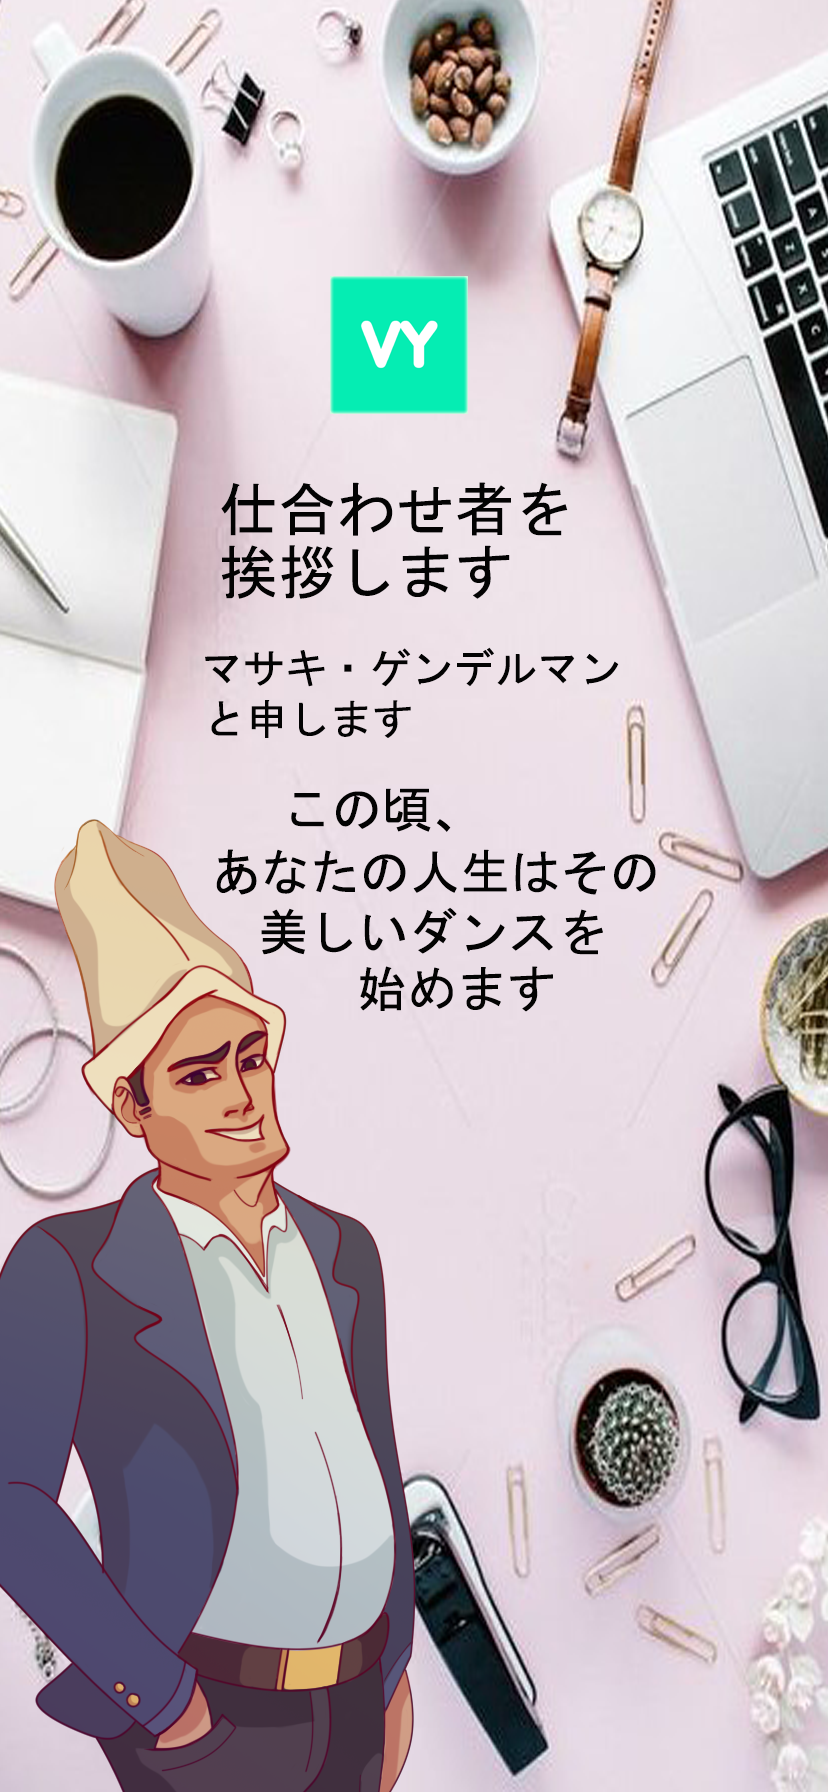 VY
仕合わせ者を
挨拶します
マサキ・ゲンデルマン
と申します
この頃、
あなたの人生はその
美しいダンスを
始めます